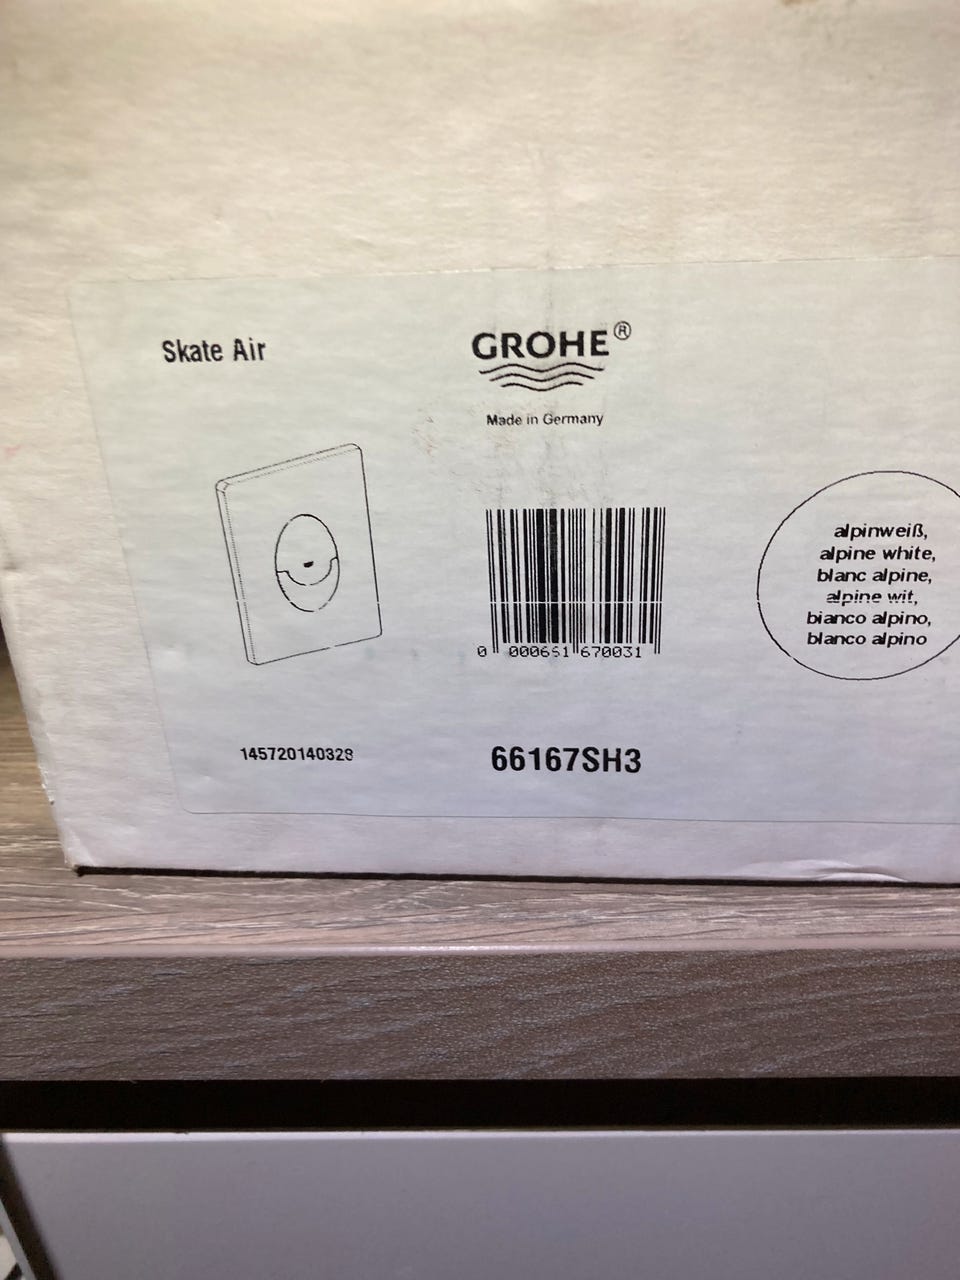 Skate Air
GROHE®
Made in Germany
0 000651 670031
alpinweiß,
alpine white,
blanc alpine,
alpine wit,
bianco alpino,
blanco alpino
145720140328
66167SH3